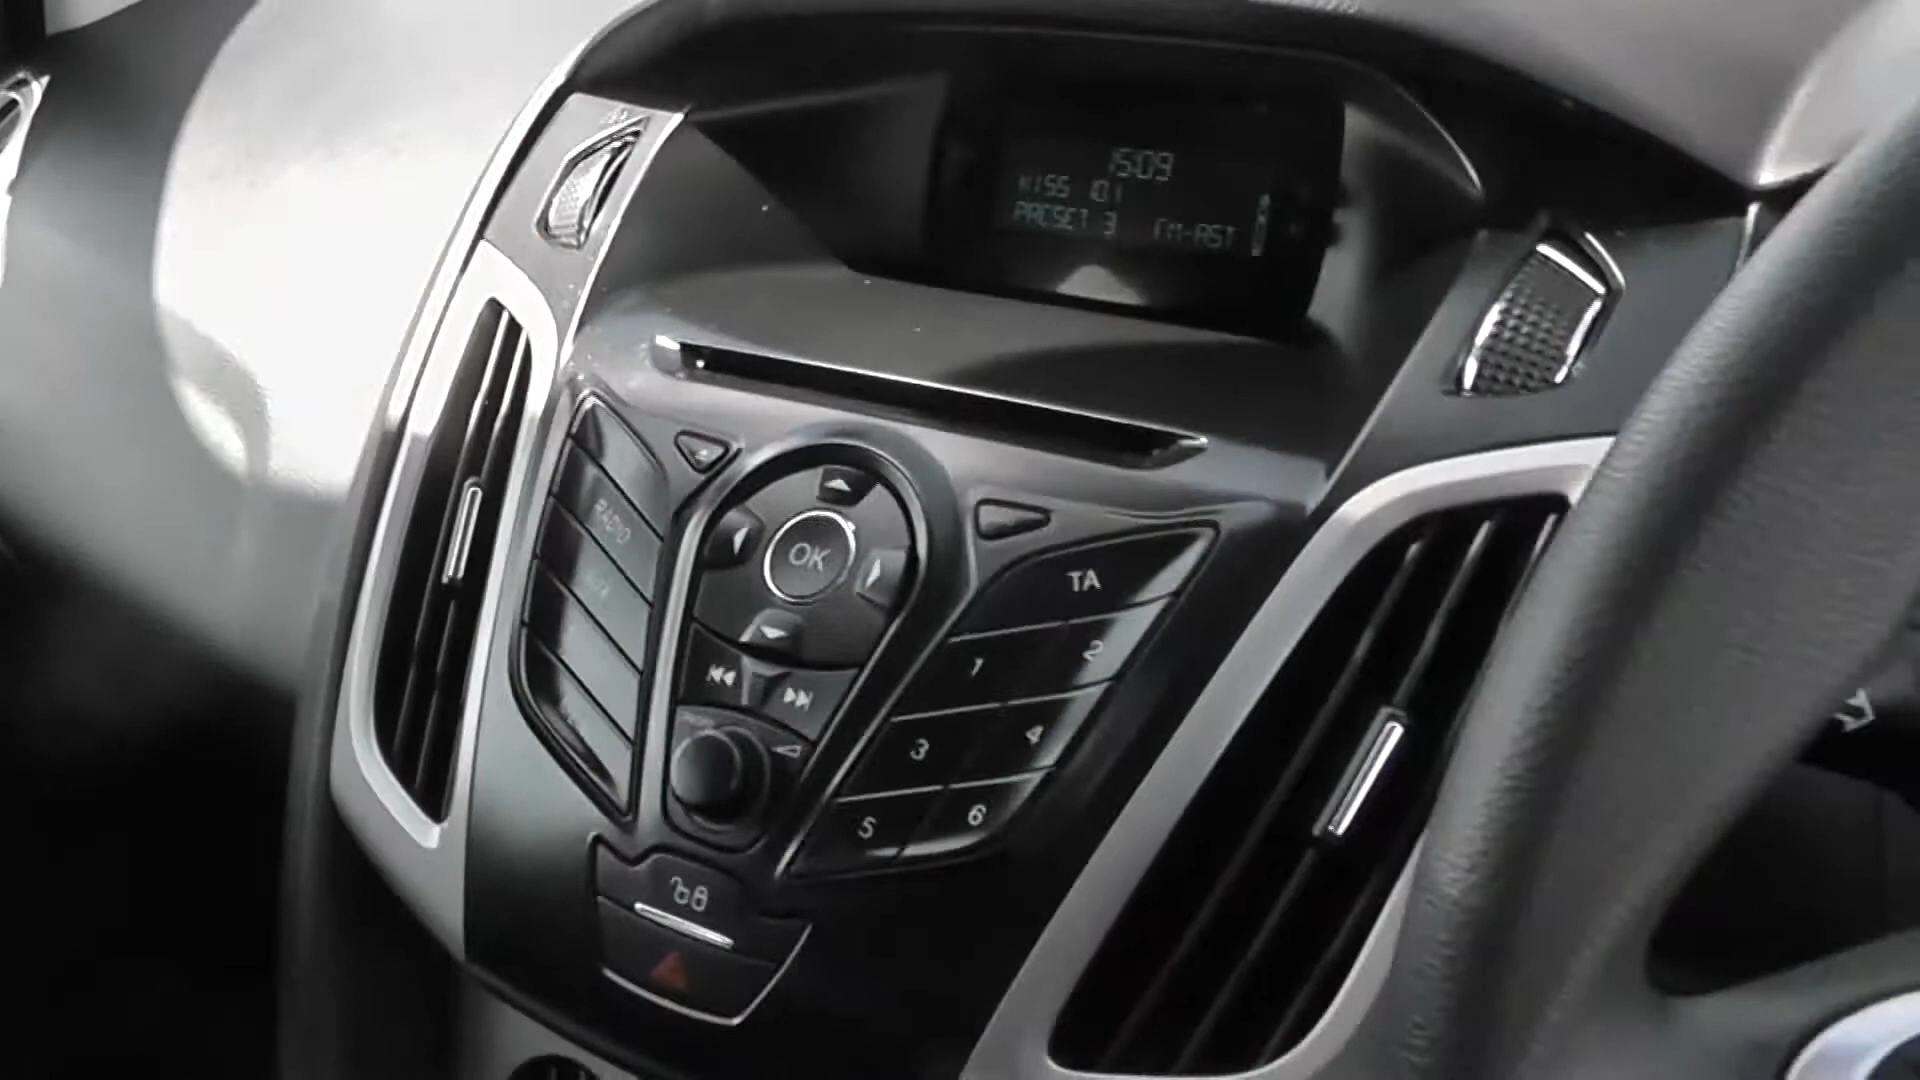 15:09
KISS 101
PRESET 3 FM-AST
RADIO
OK
TA
1 2
3 4
5 6